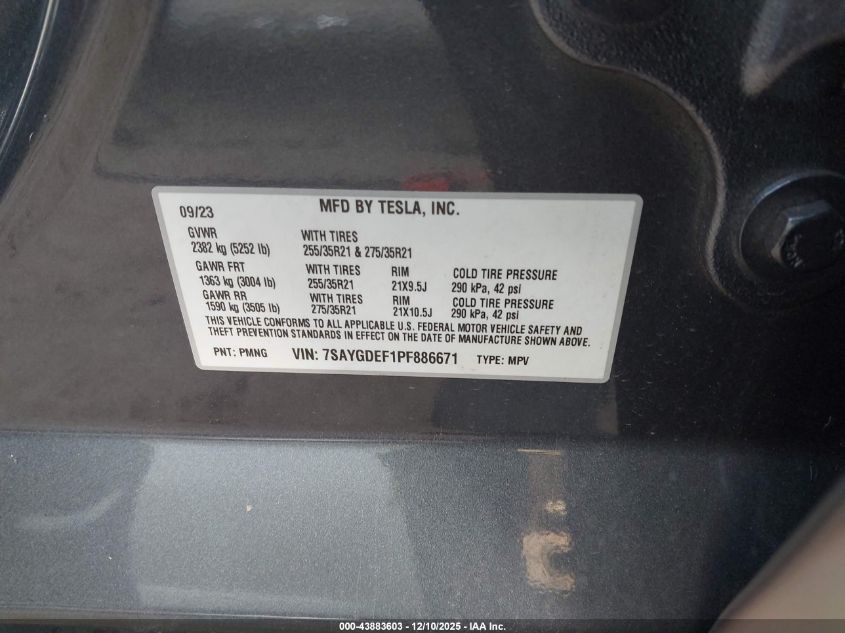 09/23 MFD BY TESLA, INC.
GVWR WITH TIRES
2382 kg (5252 lb) 255/35R21 & 275/35R21
GAWR FRT WITH TIRES RIM COLD TIRE PRESSURE
1363 kg (3004 lb) 255/35R21 21X9.5J 290 kPa, 42 psi
GAWR RR WITH TIRES RIM COLD TIRE PRESSURE
1590 kg (3505 lb) 275/35R21 21X10.5J 290 kPa, 42 psi
THIS VEHICLE CONFORMS TO ALL APPLICABLE U.S. FEDERAL MOTOR VEHICLE SAFETY AND
THEFT PREVENTION STANDARDS IN EFFECT ON THE DATE OF MANUFACTURE SHOWN ABOVE.
PNT: PMNG VIN: 7SAYGDEF1PF886671 TYPE: MPV
000-43883603 - 12/10/2025 - IAA Inc.